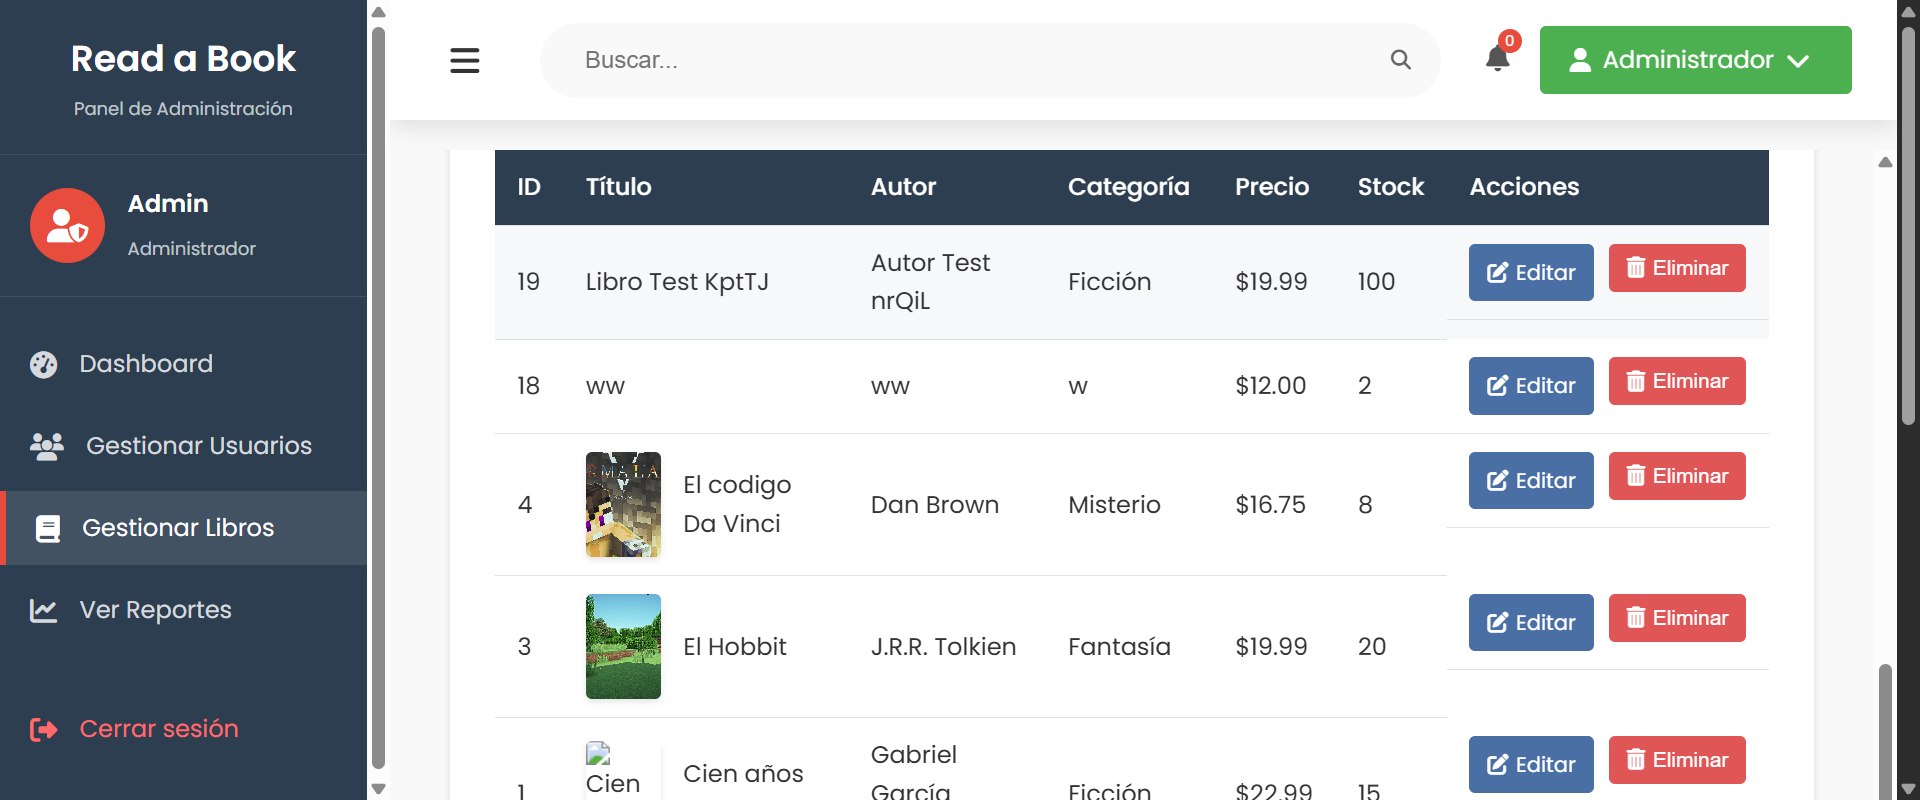 Read a Book
Panel de Administración
Admin
Administrador
Dashboard
Gestionar Usuarios
Gestionar Libros
Ver Reportes
Cerrar sesión
Buscar...
0
Administrador
ID Título Autor Categoría Precio Stock Acciones
19 Libro Test KptTJ Autor Test nrQiL Ficción $19.99 100 Editar Eliminar
18 ww ww w $12.00 2 Editar Eliminar
4 El codigo Da Vinci Dan Brown Misterio $16.75 8 Editar Eliminar
3 El Hobbit J.R.R. Tolkien Fantasía $19.99 20 Editar Eliminar
1 Cien Cien años Gabriel García Ficción $22.99 15 Editar Eliminar